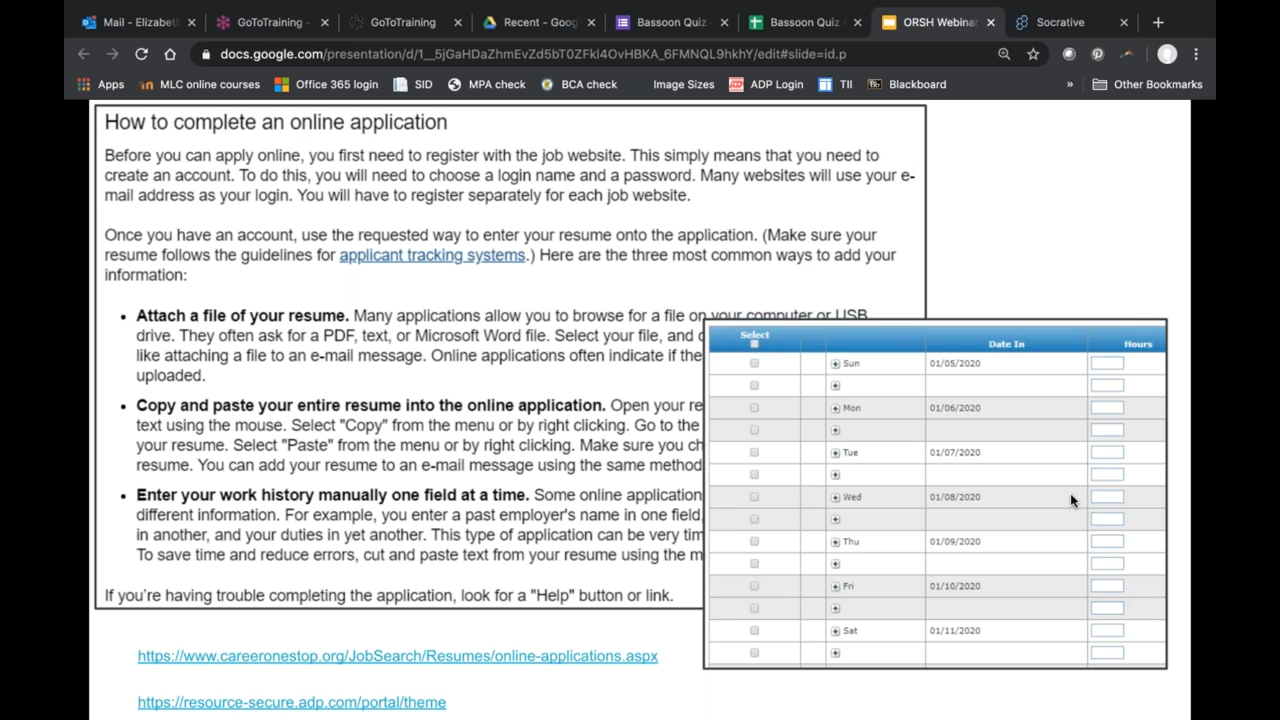 Mail - Elizabet
GoToTraining -
GoToTraining
Recent - Goog
Bassoon Quiz -
Bassoon Quiz (
ORSH Webinar
Socrative
docs.google.com/presentation/d/1__5jGaHDaZhmEvZd5bT0ZFkl4OvHBKA_6FMNQL9hkhY/edit#slide=id.p
Apps
MLC online courses
Office 365 login
SID
MPA check
BCA check
Image Sizes
ADP Login
TII
Bb
Blackboard
»
Other Bookmarks
How to complete an online application
Before you can apply online, you first need to register with the job website. This simply means that you need to
create an account. To do this, you will need to choose a login name and a password. Many websites will use your e-
mail address as your login. You will have to register separately for each job website.
Once you have an account, use the requested way to enter your resume onto the application. (Make sure your
resume follows the guidelines for applicant tracking systems.) Here are the three most common ways to add your
information:
• Attach a file of your resume. Many applications allow you to browse for a file on your computer or USB
drive. They often ask for a PDF, text, or Microsoft Word file. Select your file, and
like attaching a file to an e-mail message. Online applications often indicate if the
uploaded.
• Copy and paste your entire resume into the online application. Open your re
text using the mouse. Select "Copy" from the menu or by right clicking. Go to the
your resume. Select "Paste" from the menu or by right clicking. Make sure you ch
resume. You can add your resume to an e-mail message using the same method
• Enter your work history manually one field at a time. Some online application
different information. For example, you enter a past employer's name in one field,
in another, and your duties in yet another. This type of application can be very tim
To save time and reduce errors, cut and paste text from your resume using the m
If you're having trouble completing the application, look for a "Help" button or link.
Select
Date In
Hours
Sun 01/05/2020
Mon 01/06/2020
Tue 01/07/2020
Wed 01/08/2020
Thu 01/09/2020
Fri 01/10/2020
Sat 01/11/2020
https://www.careeronestop.org/JobSearch/Resumes/online-applications.aspx
https://resource-secure.adp.com/portal/theme